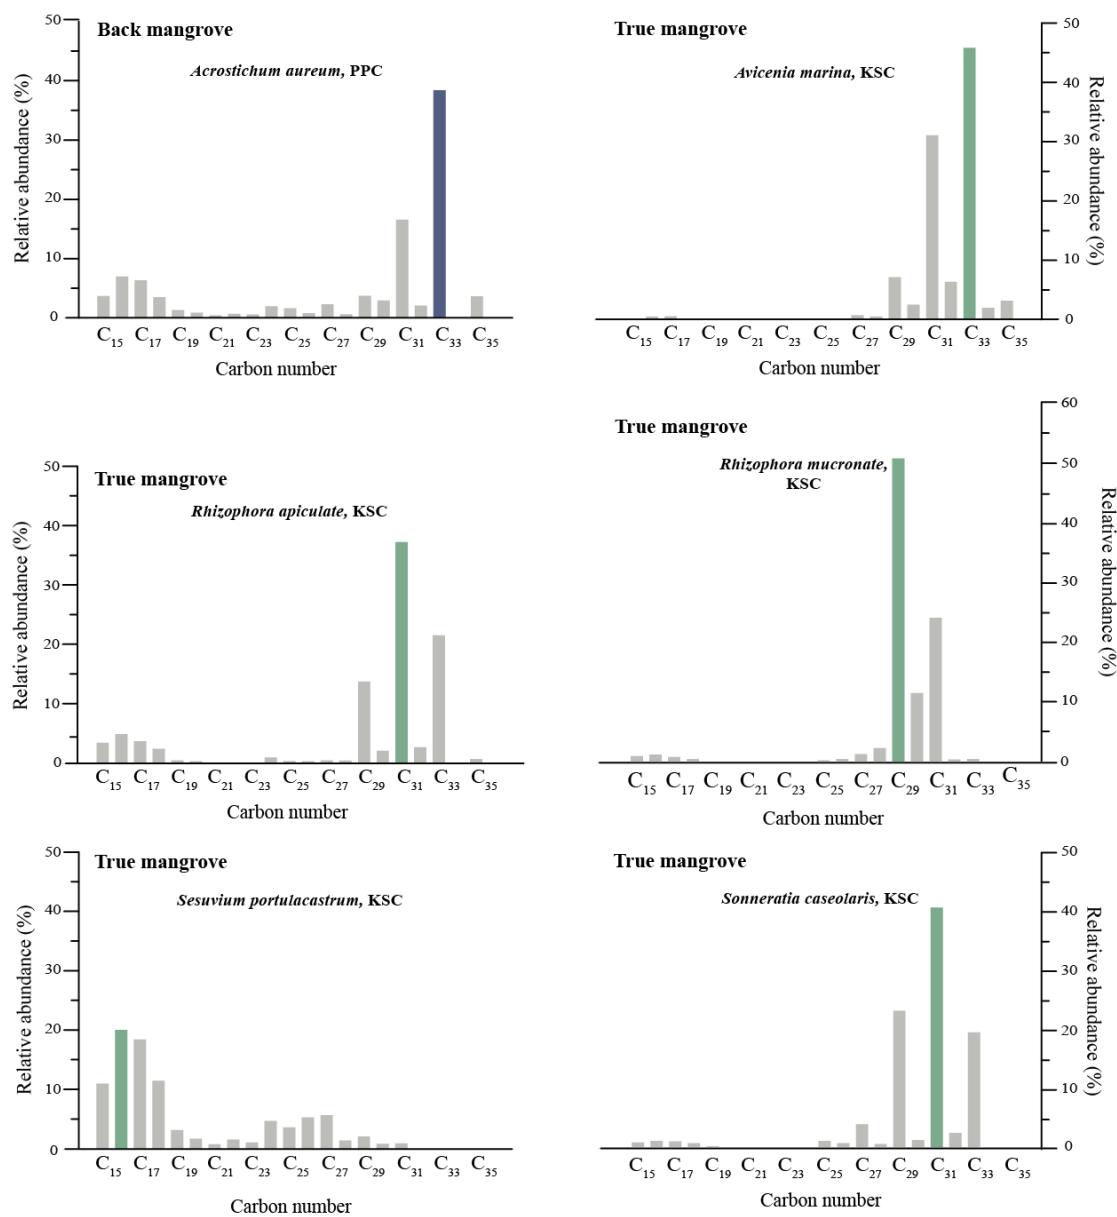 Back mangrove
Acrostichum aureum, PPC
Relative abundance (%)
50
40
30
20
10
0
C15 C17 C19 C21 C23 C25 C27 C29 C31 C33 C35
Carbon number
True mangrove
Avicenia marina, KSC
50
40
30
20
10
0
Relative abundance (%)
C15 C17 C19 C21 C23 C25 C27 C29 C31 C33 C35
Carbon number
True mangrove
Rhizophora apiculate, KSC
Relative abundance (%)
50
40
30
20
10
0
C15 C17 C19 C21 C23 C25 C27 C29 C31 C33 C35
Carbon number
True mangrove
Rhizophora mucronate,
KSC
60
50
40
30
20
10
0
Relative abundance (%)
C15 C17 C19 C21 C23 C25 C27 C29 C31 C33 C35
Carbon number
True mangrove
Sesuvium portulacastrum, KSC
Relative abundance (%)
50
40
30
20
10
0
C15 C17 C19 C21 C23 C25 C27 C29 C31 C33 C35
Carbon number
True mangrove
Sonneratia caseolaris, KSC
50
40
30
20
10
0
Relative abundance (%)
C15 C17 C19 C21 C23 C25 C27 C29 C31 C33 C35
Carbon number